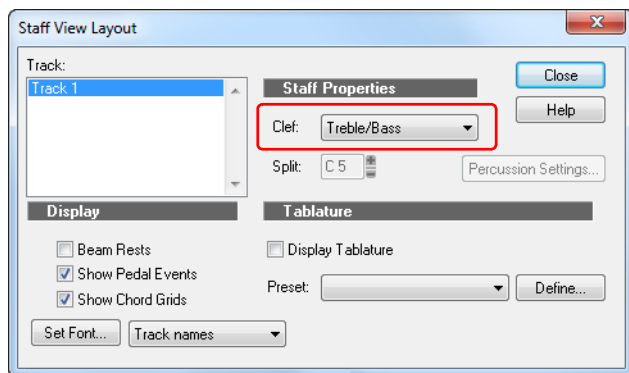 Staff View Layout
Track:
Track 1
Staff Properties
Close
Help
Clef: Treble/Bass
Split: C 5
Percussion Settings...
Display
Tablature
Beam Rests
Show Pedal Events
Show Chord Grids
Display Tablature
Preset:
Define...
Set Font...
Track names